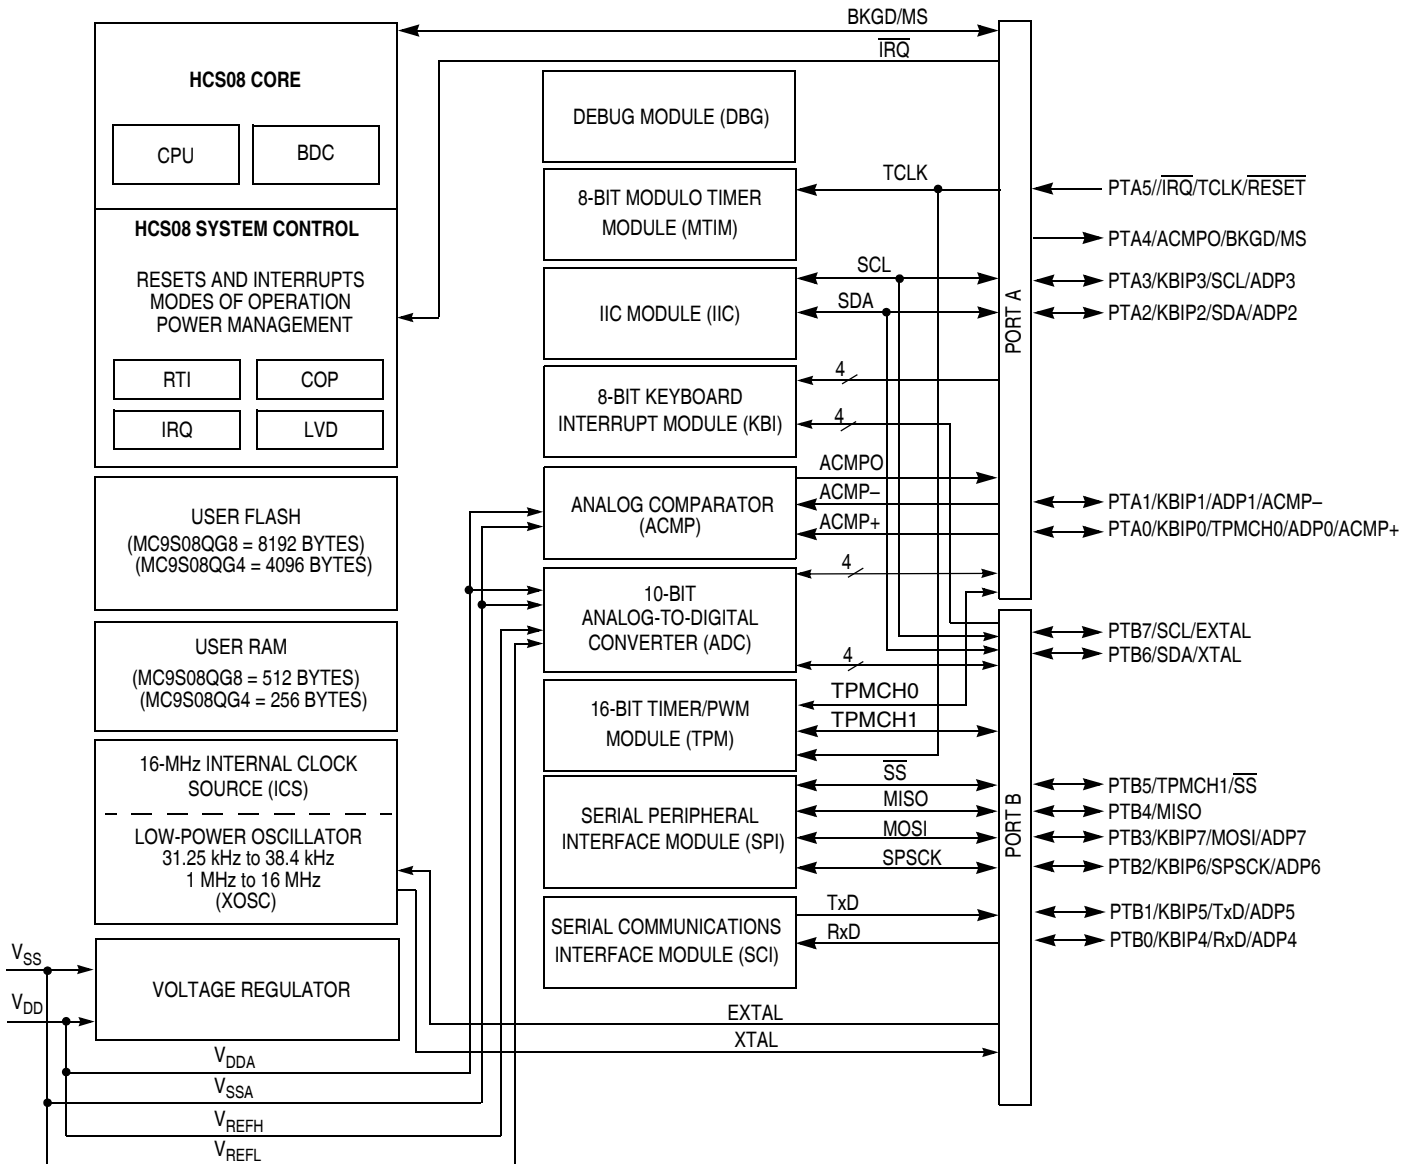 BKGD/MS
IRQ
HCS08 CORE
CPU
BDC
HCS08 SYSTEM CONTROL
RESETS AND INTERRUPTS
MODES OF OPERATION
POWER MANAGEMENT
RTI
COP
IRQ
LVD
USER FLASH
(MC9S08QG8 = 8192 BYTES)
(MC9S08QG4 = 4096 BYTES)
USER RAM
(MC9S08QG8 = 512 BYTES)
(MC9S08QG4 = 256 BYTES)
16-MHz INTERNAL CLOCK
SOURCE (ICS)
LOW-POWER OSCILLATOR
31.25 kHz to 38.4 kHz
1 MHz to 16 MHz
(XOSC)
VSS
VDD
VOLTAGE REGULATOR
VDDA
VSSA
VREFH
VREFL
DEBUG MODULE (DBG)
8-BIT MODULO TIMER
MODULE (MTIM)
TCLK
IIC MODULE (IIC)
SCL
SDA
8-BIT KEYBOARD
INTERRUPT MODULE (KBI)
4
4
ANALOG COMPARATOR
(ACMP)
ACMPO
ACMP–
ACMP+
10-BIT
ANALOG-TO-DIGITAL
CONVERTER (ADC)
4
4
16-BIT TIMER/PWM
MODULE (TPM)
TPMCH0
TPMCH1
SERIAL PERIPHERAL
INTERFACE MODULE (SPI)
SS
MISO
MOSI
SPSCK
SERIAL COMMUNICATIONS
INTERFACE MODULE (SCI)
TxD
RxD
EXTAL
XTAL
PORT A
PTA5//IRQ/TCLK/RESET
PTA4/ACMPO/BKGD/MS
PTA3/KBIP3/SCL/ADP3
PTA2/KBIP2/SDA/ADP2
PTA1/KBIP1/ADP1/ACMP–
PTA0/KBIP0/TPMCH0/ADP0/ACMP+
PORT B
PTB7/SCL/EXTAL
PTB6/SDA/XTAL
PTB5/TPMCH1/SS
PTB4/MISO
PTB3/KBIP7/MOSI/ADP7
PTB2/KBIP6/SPSCK/ADP6
PTB1/KBIP5/TxD/ADP5
PTB0/KBIP4/RxD/ADP4